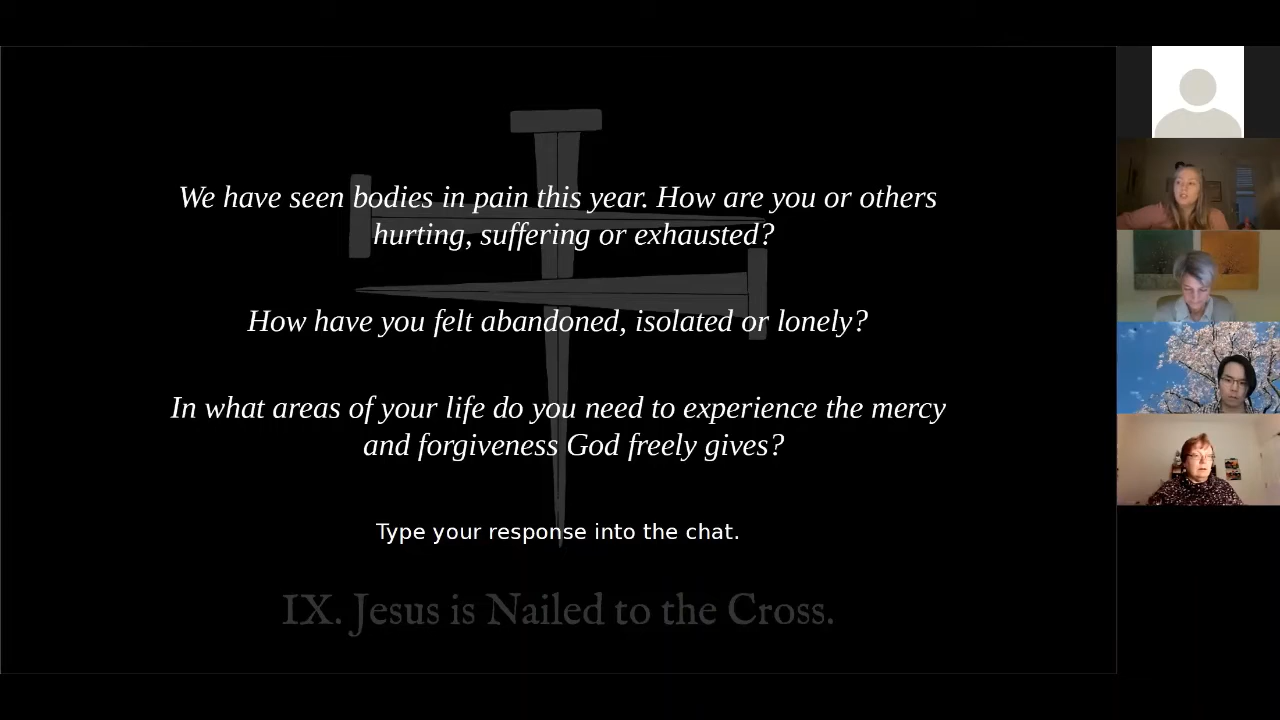 We have seen bodies in pain this year. How are you or others
hurting, suffering or exhausted?
How have you felt abandoned, isolated or lonely?
In what areas of your life do you need to experience the mercy
and forgiveness God freely gives?
Type your response into the chat.
IX. Jesus is Nailed to the Cross.